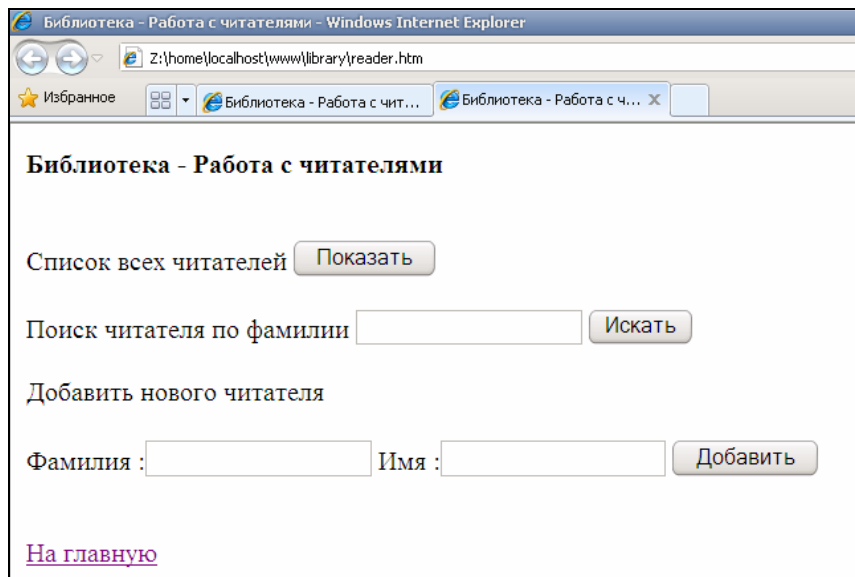 Библиотека - Работа с читателями - Windows Internet Explorer
Z:\home\localhost\www\library\reader.htm
Избранное Библиотека - Работа с чит... Библиотека - Работа с ч... X
Библиотека - Работа с читателями
Список всех читателей Показать
Поиск читателя по фамилии Искать
Добавить нового читателя
Фамилия : Имя : Добавить
На главную